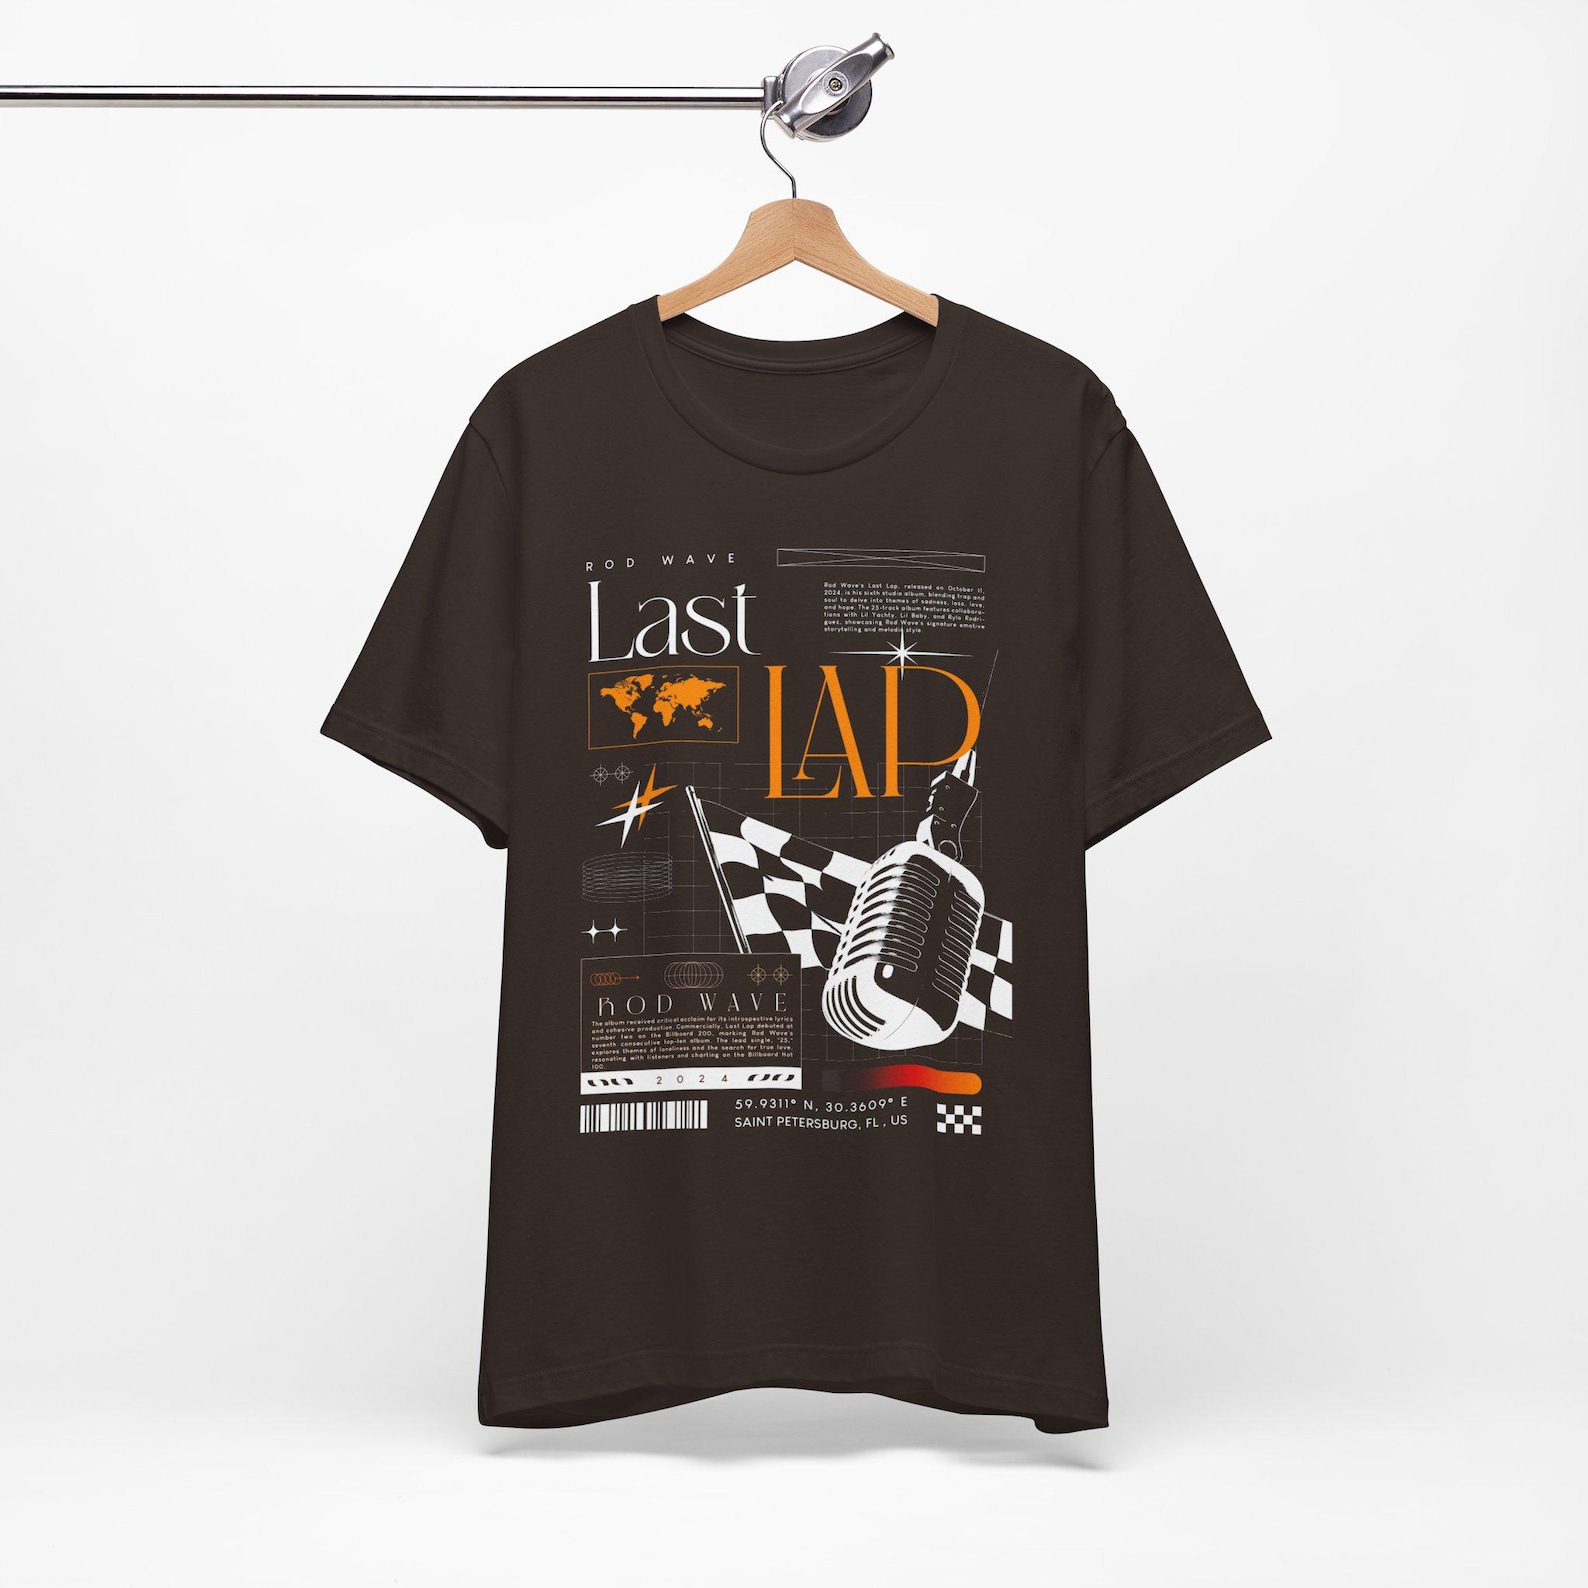 ROD WAVE
Last
LAP
Rod Wave's Last Lap, released on October 11,
2024, is his sixth studio album, blending trap and
soul to delve into themes of sadness, loss, love,
and hope. The 25-track album features collabora-
tions with Lil Yachty, Lil Baby, and Rylo Rodri-
guez, showcasing Rod Wave's signature emotive
storytelling and melodic style.
ROD WAVE
The album received critical acclaim for its introspective lyrics
and cohesive production. Commercially, Last Lap debuted at
number two on the Billboard 200, marking Rod Wave's
seventh consecutive top-ten album. The lead single, "25,"
explores themes of loneliness and the search for true love,
resonating with listeners and charting on the Billboard Hot
100.
2024
59.9311° N, 30.3609° E
SAINT PETERSBURG, FL , US